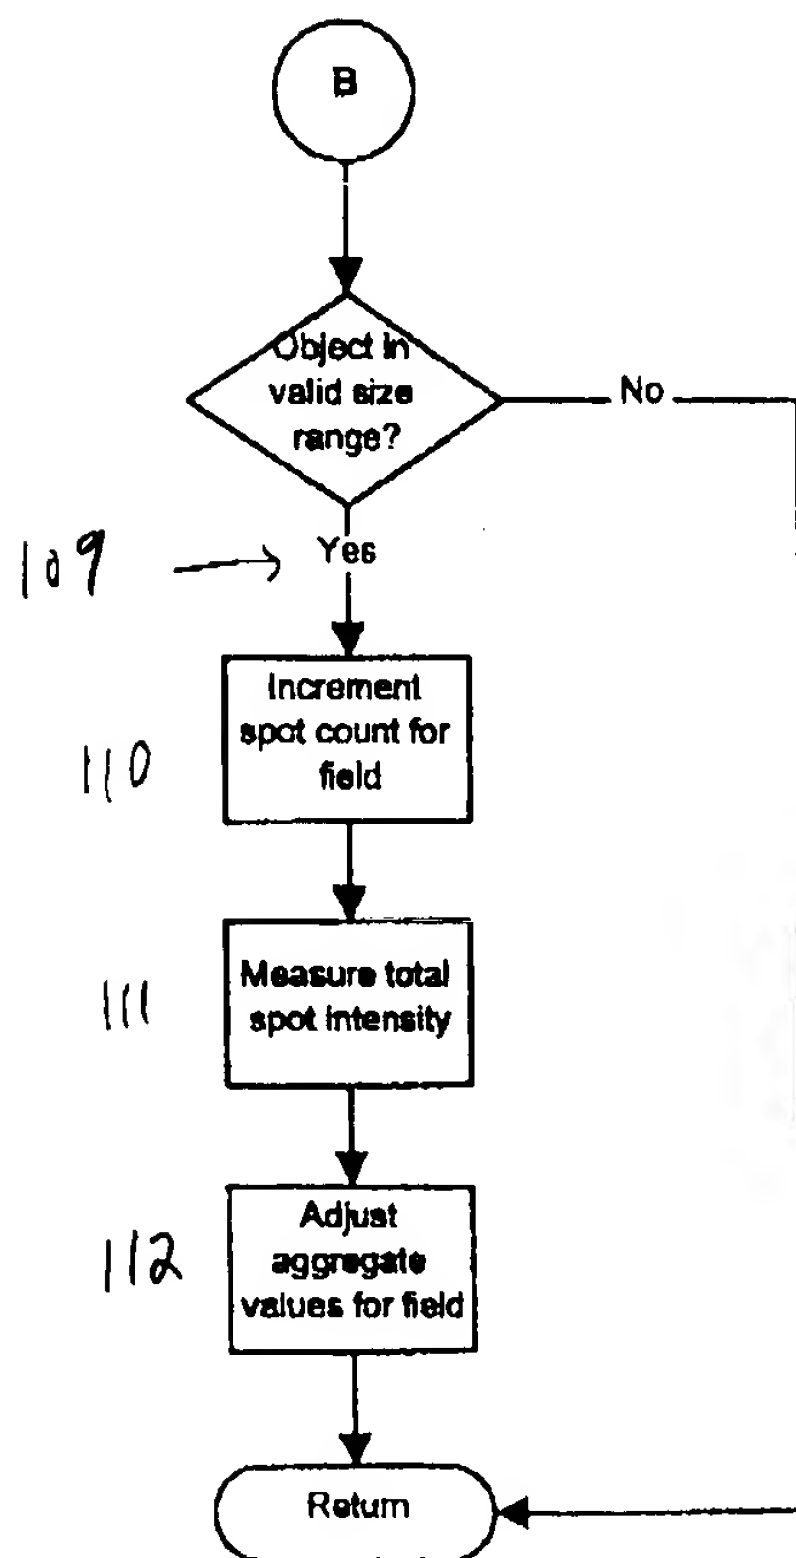 B
Object in
valid size
range?
No
Yes
109
Increment
spot count for
field
110
Measure total
spot intensity
111
Adjust
aggregate
values for field
112
Return